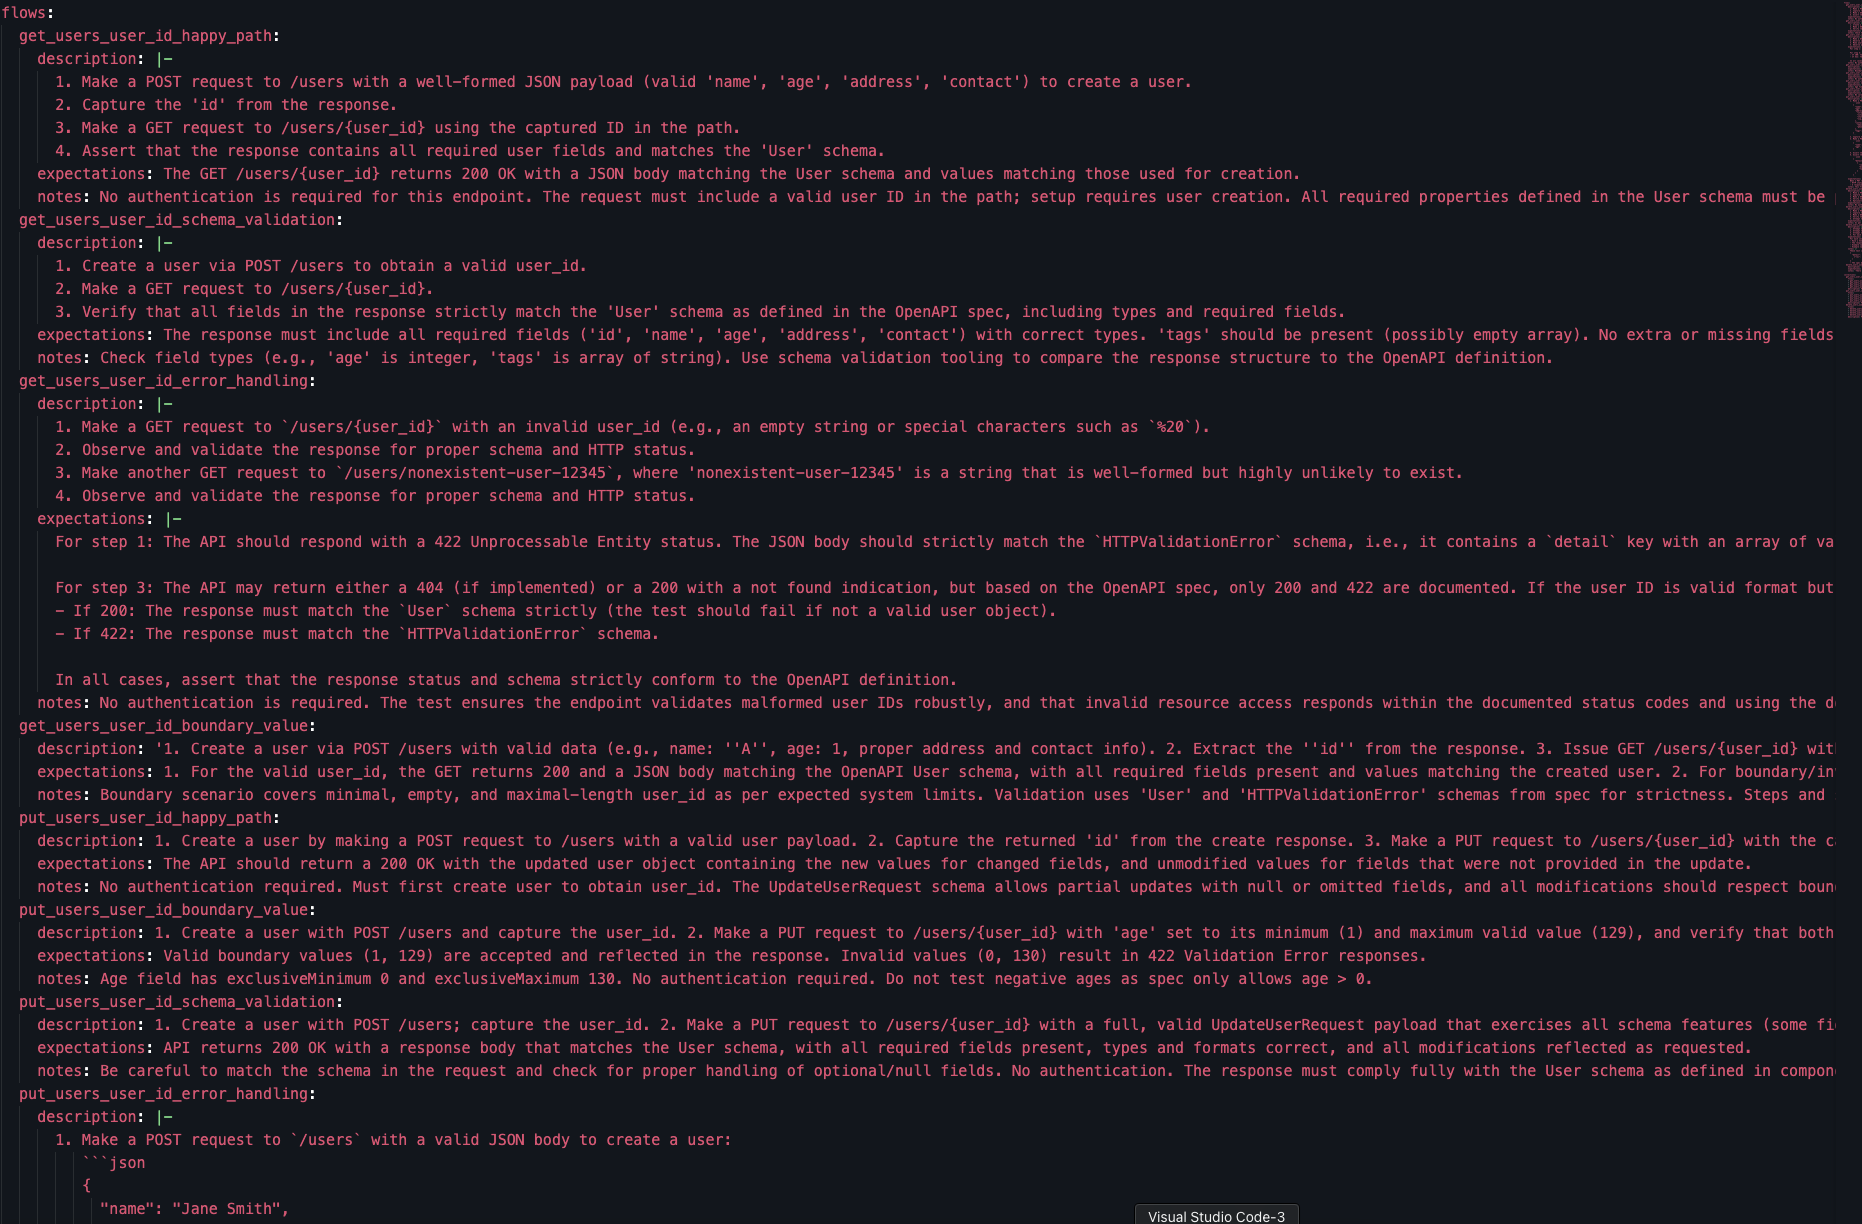 flows:
get_users_user_id_happy_path:
description: |-
1. Make a POST request to /users with a well-formed JSON payload (valid 'name', 'age', 'address', 'contact') to create a user.
2. Capture the 'id' from the response.
3. Make a GET request to /users/{user_id} using the captured ID in the path.
4. Assert that the response contains all required user fields and matches the 'User' schema.
expectations: The GET /users/{user_id} returns 200 OK with a JSON body matching the User schema and values matching those used for creation.
notes: No authentication is required for this endpoint. The request must include a valid user ID in the path; setup requires user creation. All required properties defined in the User schema must be
get_users_user_id_schema_validation:
description: |-
1. Create a user via POST /users to obtain a valid user_id.
2. Make a GET request to /users/{user_id}.
3. Verify that all fields in the response strictly match the 'User' schema as defined in the OpenAPI spec, including types and required fields.
expectations: The response must include all required fields ('id', 'name', 'age', 'address', 'contact') with correct types. 'tags' should be present (possibly empty array). No extra or missing fields
notes: Check field types (e.g., 'age' is integer, 'tags' is array of string). Use schema validation tooling to compare the response structure to the OpenAPI definition.
get_users_user_id_error_handling:
description: |-
1. Make a GET request to `/users/{user_id}` with an invalid user_id (e.g., an empty string or special characters such as `%20`).
2. Observe and validate the response for proper schema and HTTP status.
3. Make another GET request to `/users/nonexistent-user-12345`, where 'nonexistent-user-12345' is a string that is well-formed but highly unlikely to exist.
4. Observe and validate the response for proper schema and HTTP status.
expectations: |-
For step 1: The API should respond with a 422 Unprocessable Entity status. The JSON body should strictly match the `HTTPValidationError` schema, i.e., it contains a `detail` key with an array of va
For step 3: The API may return either a 404 (if implemented) or a 200 with a not found indication, but based on the OpenAPI spec, only 200 and 422 are documented. If the user ID is valid format but
- If 200: The response must match the `User` schema strictly (the test should fail if not a valid user object).
- If 422: The response must match the `HTTPValidationError` schema.
In all cases, assert that the response status and schema strictly conform to the OpenAPI definition.
notes: No authentication is required. The test ensures the endpoint validates malformed user IDs robustly, and that invalid resource access responds within the documented status codes and using the d
get_users_user_id_boundary_value:
description: '1. Create a user via POST /users with valid data (e.g., name: ''A'', age: 1, proper address and contact info). 2. Extract the ''id'' from the response. 3. Issue GET /users/{user_id} wit
expectations: 1. For the valid user_id, the GET returns 200 and a JSON body matching the OpenAPI User schema, with all required fields present and values matching the created user. 2. For boundary/in
notes: Boundary scenario covers minimal, empty, and maximal-length user_id as per expected system limits. Validation uses 'User' and 'HTTPValidationError' schemas from spec for strictness. Steps and
put_users_user_id_happy_path:
description: 1. Create a user by making a POST request to /users with a valid user payload. 2. Capture the returned 'id' from the create response. 3. Make a PUT request to /users/{user_id} with the c
expectations: The API should return a 200 OK with the updated user object containing the new values for changed fields, and unmodified values for fields that were not provided in the update.
notes: No authentication required. Must first create user to obtain user_id. The UpdateUserRequest schema allows partial updates with null or omitted fields, and all modifications should respect boun
put_users_user_id_boundary_value:
description: 1. Create a user with POST /users and capture the user_id. 2. Make a PUT request to /users/{user_id} with 'age' set to its minimum (1) and maximum valid value (129), and verify that both
expectations: Valid boundary values (1, 129) are accepted and reflected in the response. Invalid values (0, 130) result in 422 Validation Error responses.
notes: Age field has exclusiveMinimum 0 and exclusiveMaximum 130. No authentication required. Do not test negative ages as spec only allows age > 0.
put_users_user_id_schema_validation:
description: 1. Create a user with POST /users; capture the user_id. 2. Make a PUT request to /users/{user_id} with a full, valid UpdateUserRequest payload that exercises all schema features (some fi
expectations: API returns 200 OK with a response body that matches the User schema, with all required fields present, types and formats correct, and all modifications reflected as requested.
notes: Be careful to match the schema in the request and check for proper handling of optional/null fields. No authentication. The response must comply fully with the User schema as defined in compon
put_users_user_id_error_handling:
description: |-
1. Make a POST request to `/users` with a valid JSON body to create a user:
```json
{
"name": "Jane Smith",
Visual Studio Code-3